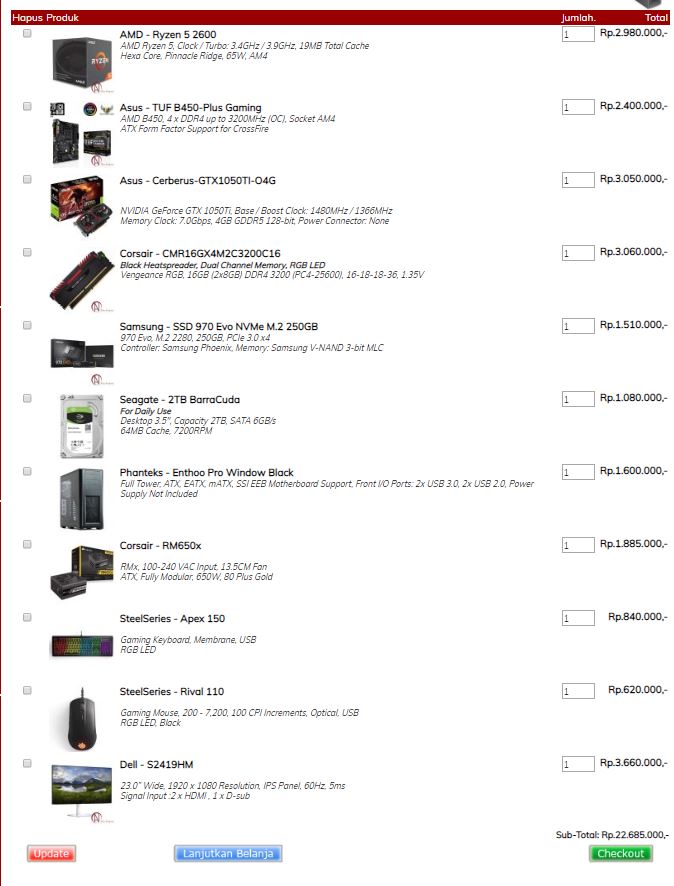 Hapus Produk Jumlah. Total
AMD - Ryzen 5 2600 1 Rp.2.980.000,-
AMD Ryzen 5, Clock / Turbo: 3.4GHz / 3.9GHz, 19MB Total Cache
Hexa Core, Pinnacle Ridge, 65W, AM4
RYZEN
Asus - TUF B450-Plus Gaming 1 Rp.2.400.000,-
AMD B450, 4 x DDR4 up to 3200MHz (OC), Socket AM4
ATX Form Factor Support for CrossFire
Asus - Cerberus-GTX1050TI-O4G 1 Rp.3.050.000,-
NVIDIA GeForce GTX 1050Ti, Base / Boost Clock: 1480MHz / 1366MHz
Memory Clock: 7.0Gbps, 4GB GDDR5 128-bit, Power Connector: None
Corsair - CMR16GX4M2C3200C16 1 Rp.3.060.000,-
Black Heatspreader, Dual Channel Memory, RGB LED
Vengeance RGB, 16GB (2x8GB) DDR4 3200 (PC4-25600), 16-18-18-36, 1.35V
Samsung - SSD 970 Evo NVMe M.2 250GB 1 Rp.1.510.000,-
970 Evo, M.2 2280, 250GB, PCIe 3.0 x4
Controller: Samsung Phoenix, Memory: Samsung V-NAND 3-bit MLC
Seagate - 2TB BarraCuda 1 Rp.1.080.000,-
For Daily Use
Desktop 3.5", Capacity 2TB, SATA 6GB/s
64MB Cache, 7200RPM
Phanteks - Enthoo Pro Window Black 1 Rp.1.600.000,-
Full Tower, ATX, EATX, mATX, SSI EEB Motherboard Support, Front I/O Ports: 2x USB 3.0, 2x USB 2.0, Power
Supply Not Included
Corsair - RM650x 1 Rp.1.885.000,-
RMx, 100-240 VAC Input, 13.5CM Fan
ATX, Fully Modular, 650W, 80 Plus Gold
SteelSeries - Apex 150 1 Rp.840.000,-
Gaming Keyboard, Membrane, USB
RGB LED
SteelSeries - Rival 110 1 Rp.620.000,-
Gaming Mouse, 200 - 7,200, 100 CPI Increments, Optical, USB
RGB LED, Black
Dell - S2419HM 1 Rp.3.660.000,-
23.0" Wide, 1920 x 1080 Resolution, IPS Panel, 60Hz, 5ms
Signal Input :2 x HDMI , 1 x D-sub
Sub-Total: Rp.22.685.000,-
Update Lanjutkan Belanja Checkout